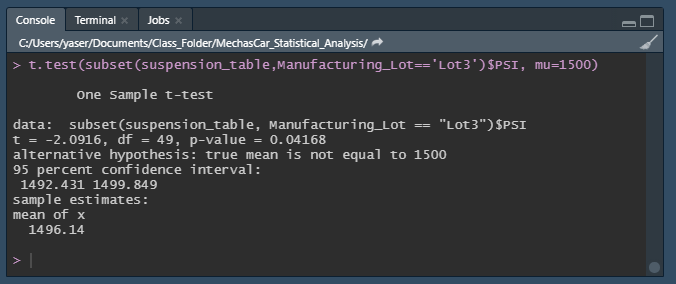 Console Terminal × Jobs ×
C:/Users/yaser/Documents/Class_Folder/MechasCar_Statistical_Analysis/
> t.test(subset(suspension_table,Manufacturing_Lot=='Lot3')$PSI, mu=1500)
One Sample t-test
data:  subset(suspension_table, Manufacturing_Lot == "Lot3")$PSI
t = -2.0916, df = 49, p-value = 0.04168
alternative hypothesis: true mean is not equal to 1500
95 percent confidence interval:
1492.431 1499.849
sample estimates:
mean of x
1496.14
>